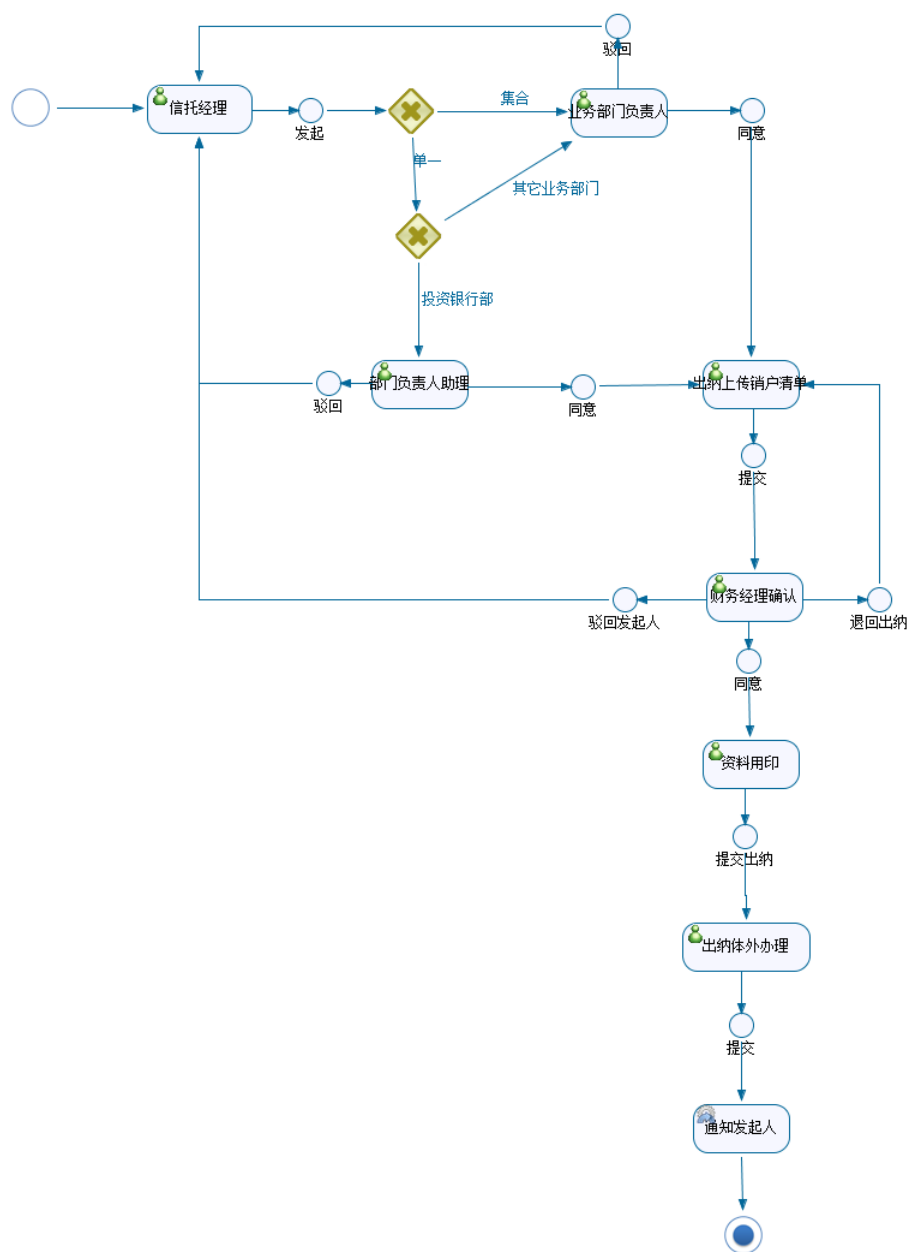 驳回
信托经理
集合
业务部门负责人
发起
同意
单一
其它业务部门
投资银行部
部门负责人助理
出纳上传销户清单
驳回
同意
提交
财务经理确认
驳回发起人
退回出纳
同意
资料用印
提交出纳
出纳体外办理
提交
通知发起人